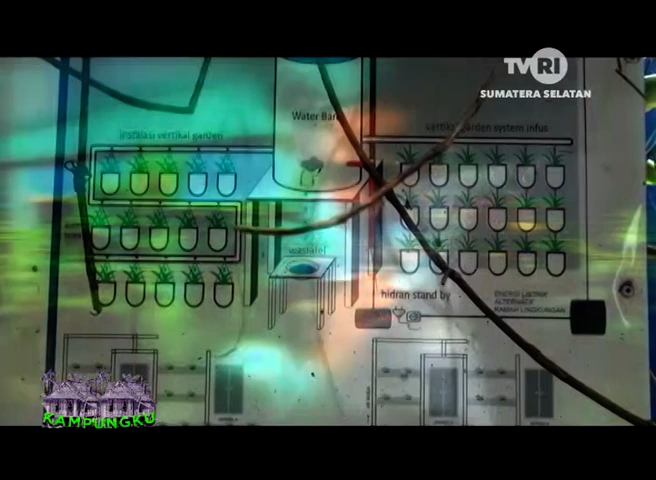 TVRI
SUMATERA SELATAN
Water Bar
instalasi vertikal garden
vertikal garden system infus
wastafel
hidran stand by
ENERGI LISTRIK
ALTERNATIF
RAMAH LINGKUNGAN
KAMPUNGKU